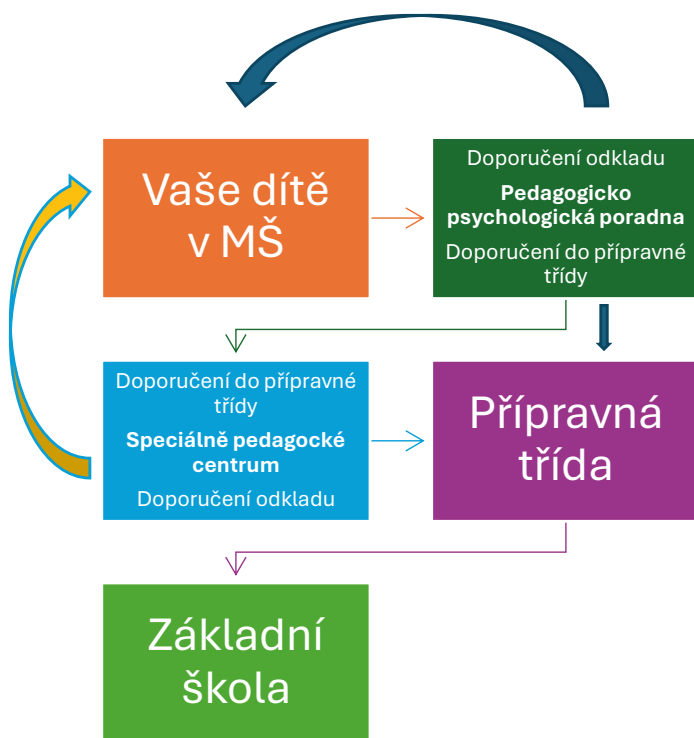 Vaše dítě
v MŠ
Doporučení odkladu
Pedagogicko
psychologická poradna
Doporučení do přípravné
třídy
Doporučení do přípravné
třídy
Speciálně pedagocké
centrum
Doporučení odkladu
Přípravná
třída
Základní
škola